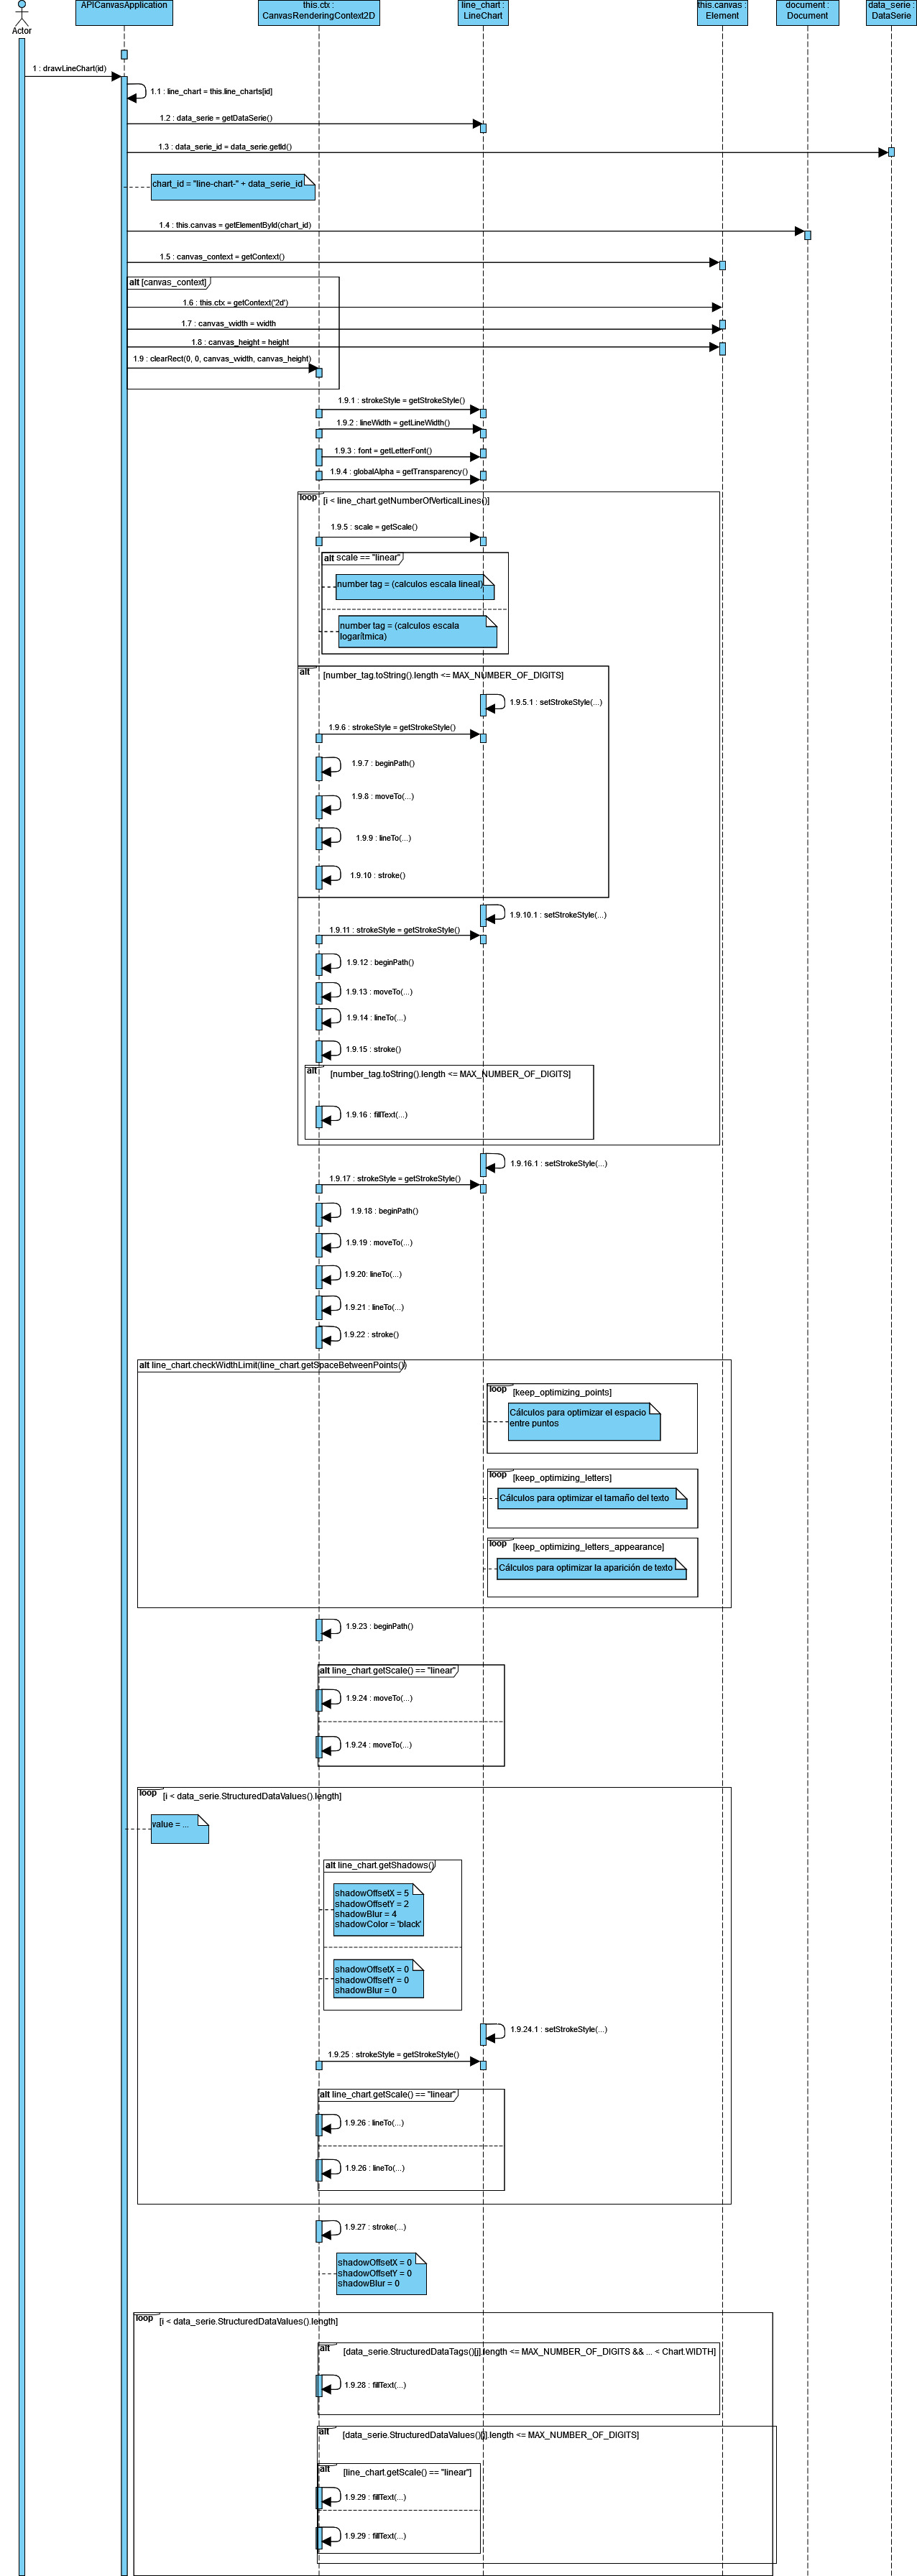 Actor
APICanvasApplication
this.ctx :
CanvasRenderingContext2D
line_chart :
LineChart
this.canvas :
Element
document :
Document
data_serie :
DataSerie
1 : drawLineChart(id)
1.1 : line_chart = this.line_charts[id]
1.2 : data_serie = getDataSerie()
1.3 : data_serie_id = data_serie.getId()
chart_id = "line-chart-" + data_serie_id
1.4 : this.canvas = getElementById(chart_id)
1.5 : canvas_context = getContext()
alt [canvas_context]
1.6 : this.ctx = getContext("2d")
1.7 : canvas_width = width
1.8 : canvas_height = height
1.9 : clearRect(0, 0, canvas_width, canvas_height)
1.9.1 : strokeStyle = getStrokeStyle()
1.9.2 : lineWidth = getLineWidth()
1.9.3 : font = getLetterFont()
1.9.4 : globalAlpha = getTransparency()
loop [i < line_chart.getNumberOfVerticalLines()]
1.9.5 : scale = getScale()
alt scale == "linear"
number tag = (calculos escala lineal)
number tag = (calculos escala
logarítmica)
alt [number_tag.toString().length <= MAX_NUMBER_OF_DIGITS]
1.9.5.1 : setStrokeStyle(...)
1.9.6 : strokeStyle = getStrokeStyle()
1.9.7 : beginPath()
1.9.8 : moveTo(...)
1.9.9 : lineTo(...)
1.9.10 : stroke()
1.9.10.1 : setStrokeStyle(...)
1.9.11 : strokeStyle = getStrokeStyle()
1.9.12 : beginPath()
1.9.13 : moveTo(...)
1.9.14 : lineTo(...)
1.9.15 : stroke()
alt [number_tag.toString().length <= MAX_NUMBER_OF_DIGITS]
1.9.16 : fillText(...)
1.9.16.1 : setStrokeStyle(...)
1.9.17 : strokeStyle = getStrokeStyle()
1.9.18 : beginPath()
1.9.19 : moveTo(...)
1.9.20: lineTo(...)
1.9.21 : lineTo(...)
1.9.22 : stroke()
alt line_chart.checkWidthLimit(line_chart.getSpaceBetweenPoints())
loop [keep_optimizing_points]
Cálculos para optimizar el espacio
entre puntos
loop [keep_optimizing_letters]
Cálculos para optimizar el tamaño del texto
loop [keep_optimizing_letters_appearance]
Cálculos para optimizar la aparición de texto
1.9.23 : beginPath()
alt line_chart.getScale() == "linear"
1.9.24 : moveTo(...)
1.9.24 : moveTo(...)
loop [i < data_serie.StructuredDataValues().length]
value = ...
alt line_chart.getShadows()
shadowOffsetX = 5
shadowOffsetY = 2
shadowBlur = 4
shadowColor = 'black'
shadowOffsetX = 0
shadowOffsetY = 0
shadowBlur = 0
1.9.24.1 : setStrokeStyle(...)
1.9.25 : strokeStyle = getStrokeStyle()
alt line_chart.getScale() == "linear"
1.9.26 : lineTo(...)
1.9.26 : lineTo(...)
1.9.27 : stroke(...)
shadowOffsetX = 0
shadowOffsetY = 0
shadowBlur = 0
loop [i < data_serie.StructuredDataValues().length]
alt [data_serie.StructuredDataTags()[j].length <= MAX_NUMBER_OF_DIGITS && ... < Chart.WIDTH]
1.9.28 : fillText(...)
alt [data_serie.StructuredDataValues()[j].length <= MAX_NUMBER_OF_DIGITS]
alt [line_chart.getScale() == "linear"]
1.9.29 : fillText(...)
1.9.29 : fillText(...)